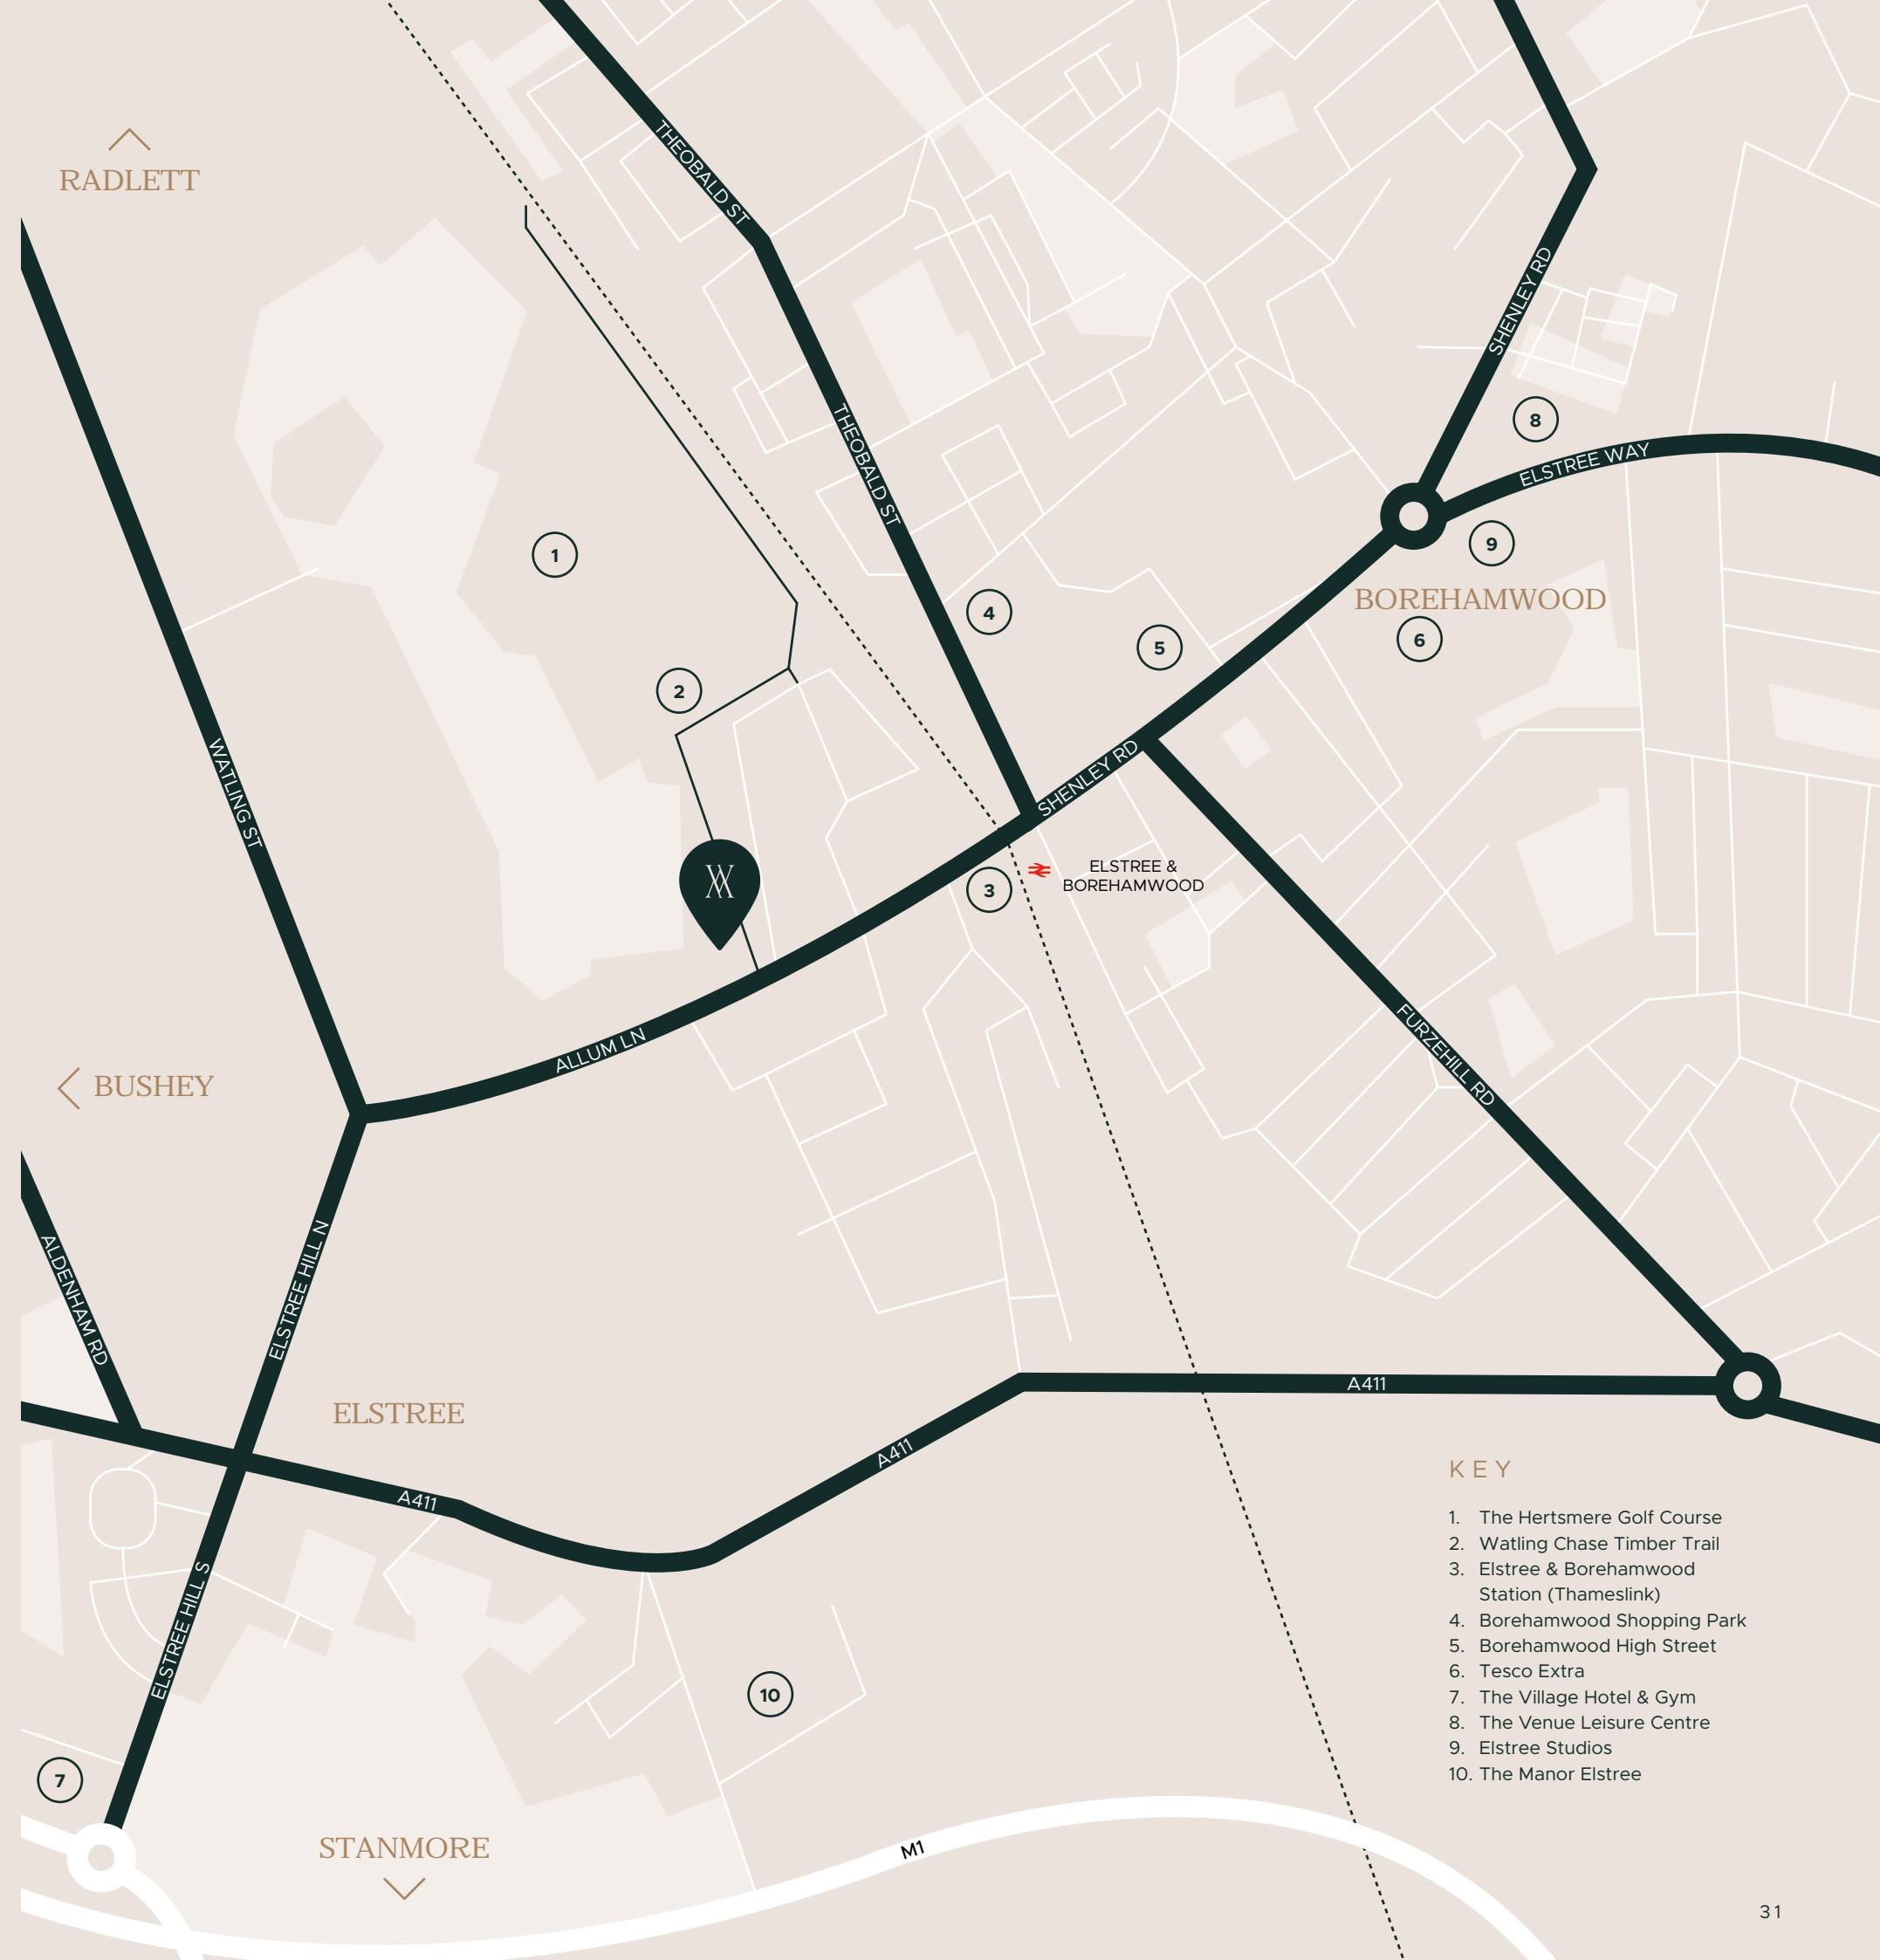 RADLETT
THEOBALD ST
SHENLEY RD
THEOBALD ST
8
ELSTREE WAY
1
9
4
BOREHAMWOOD
5
6
2
WATLING ST
SHENLEY RD
ELSTREE &
BOREHAMWOOD
3
ALLUM LN
FURZEHILL RD
BUSHEY
ALDENHAM RD
ELSTREE HILL N
ELSTREE
A411
A411
A411
ELSTREE HILL S
10
7
STANMORE
M1
KEY
1. The Hertsmere Golf Course
2. Watling Chase Timber Trail
3. Elstree & Borehamwood
Station (Thameslink)
4. Borehamwood Shopping Park
5. Borehamwood High Street
6. Tesco Extra
7. The Village Hotel & Gym
8. The Venue Leisure Centre
9. Elstree Studios
10. The Manor Elstree
31